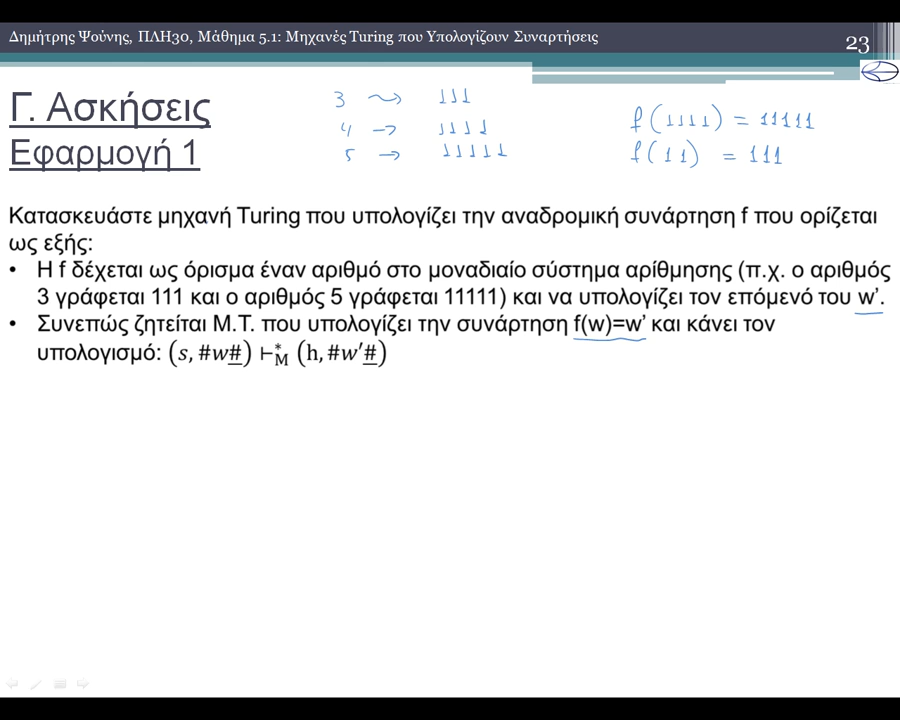 Δημήτρης Ψούνης, ΠΛΗ30, Μάθημα 5.1: Μηχανές Turing που Υπολογίζουν Συναρτήσεις
23
Γ. Ασκήσεις
Εφαρμογή 1
3 → 111
4 → 1111
5 → 11111
f(1111) = 11111
f(11) = 111
Κατασκευάστε μηχανή Turing που υπολογίζει την αναδρομική συνάρτηση f που ορίζεται
ως εξής:
• Η f δέχεται ως όρισμα έναν αριθμό στο μοναδιαίο σύστημα αρίθμησης (π.χ. ο αριθμός
3 γράφεται 111 και ο αριθμός 5 γράφεται 11111) και να υπολογίζει τον επόμενό του w’.
• Συνεπώς ζητείται Μ.Τ. που υπολογίζει την συνάρτηση f(w)=w’ και κάνει τον
υπολογισμό: (s, #w#) ⊢*M (h, #w′#)